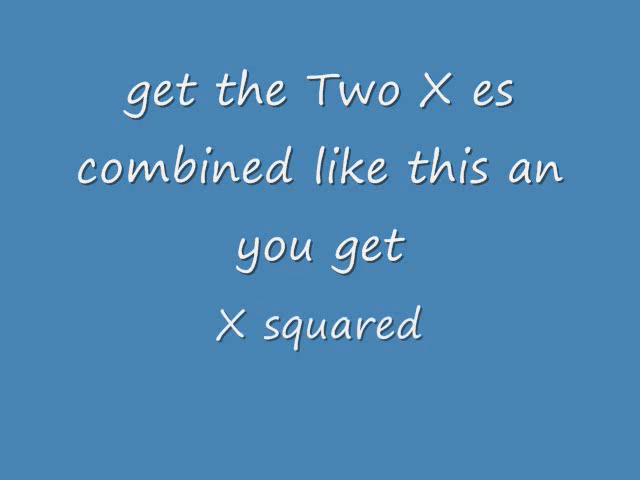 get the Two X es
combined like this an
you get
X squared